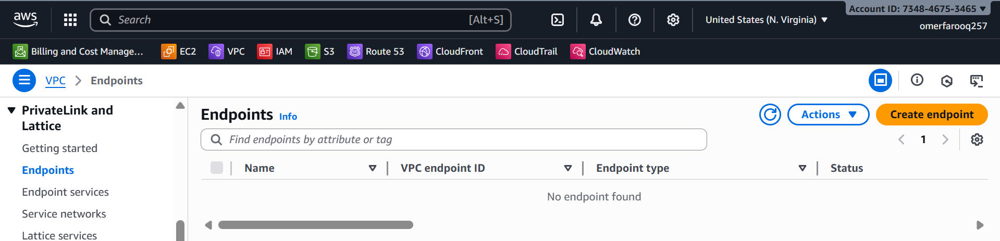 aws
Search
[Alt+S]
United States (N. Virginia)
Account ID: 7348-4675-3465
omerfarooq257
Billing and Cost Manage...
EC2
VPC
IAM
S3
Route 53
CloudFront
CloudTrail
CloudWatch
VPC
Endpoints
PrivateLink and
Lattice
Getting started
Endpoints
Endpoint services
Service networks
Lattice services
Endpoints Info
Actions
Create endpoint
Find endpoints by attribute or tag
1
Name
VPC endpoint ID
Endpoint type
Status
No endpoint found